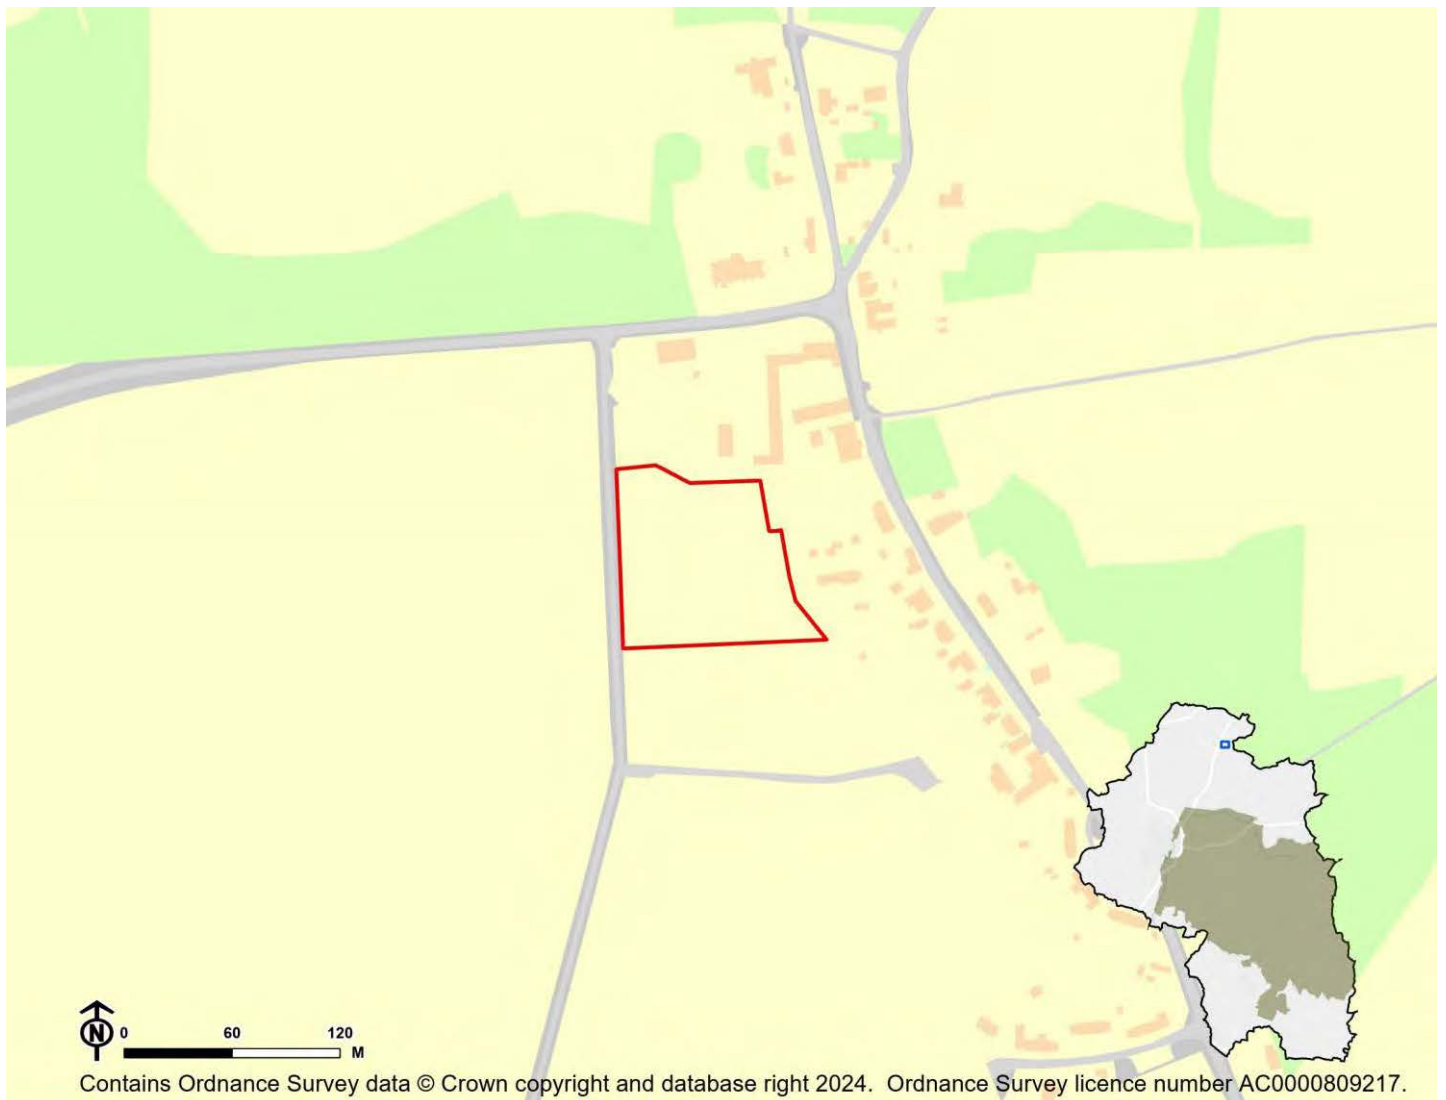 N 0 60 120
M
Contains Ordnance Survey data © Crown copyright and database right 2024. Ordnance Survey licence number AC0000809217.